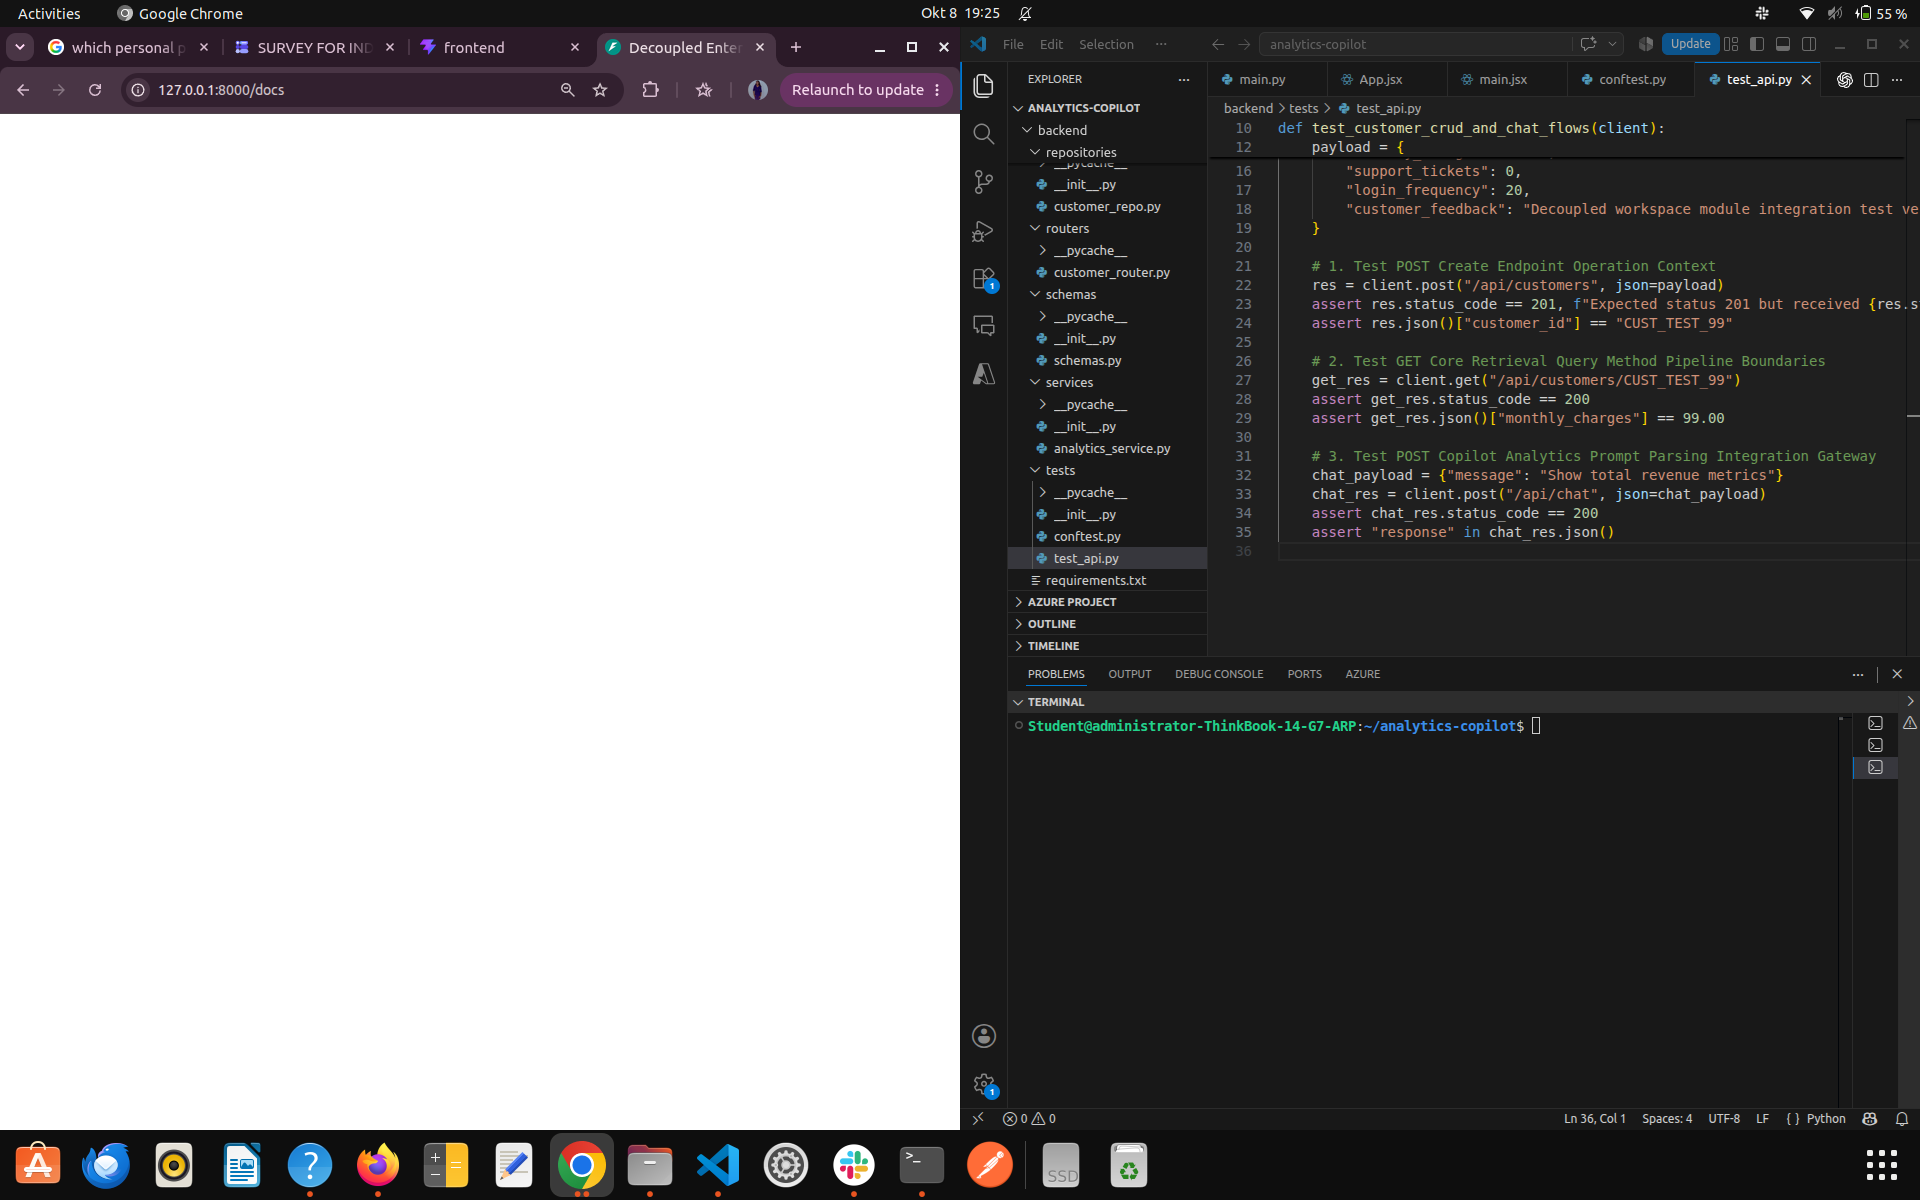 Activities
Google Chrome
Okt 8 19:25
55 %
which personal p
SURVEY FOR IND
frontend
Decoupled Enter
127.0.0.1:8000/docs
Relaunch to update
File Edit Selection ···
analytics-copilot
Update
EXPLORER
main.py
App.jsx
main.jsx
conftest.py
test_api.py
backend > tests > test_api.py
ANALYTICS-COPILOT
backend
repositories
__pycache__
__init__.py
customer_repo.py
routers
__pycache__
customer_router.py
schemas
__pycache__
__init__.py
schemas.py
services
__pycache__
__init__.py
analytics_service.py
tests
__pycache__
__init__.py
conftest.py
test_api.py
requirements.txt
AZURE PROJECT
OUTLINE
TIMELINE
10 def test_customer_crud_and_chat_flows(client):
12 payload = {
16 "support_tickets": 0,
17 "login_frequency": 20,
18 "customer_feedback": "Decoupled workspace module integration test ve
19 }
20
21 # 1. Test POST Create Endpoint Operation Context
22 res = client.post("/api/customers", json=payload)
23 assert res.status_code == 201, f"Expected status 201 but received {res.s
24 assert res.json()["customer_id"] == "CUST_TEST_99"
25
26 # 2. Test GET Core Retrieval Query Method Pipeline Boundaries
27 get_res = client.get("/api/customers/CUST_TEST_99")
28 assert get_res.status_code == 200
29 assert get_res.json()["monthly_charges"] == 99.00
30
31 # 3. Test POST Copilot Analytics Prompt Parsing Integration Gateway
32 chat_payload = {"message": "Show total revenue metrics"}
33 chat_res = client.post("/api/chat", json=chat_payload)
34 assert chat_res.status_code == 200
35 assert "response" in chat_res.json()
36
PROBLEMS OUTPUT DEBUG CONSOLE PORTS AZURE
TERMINAL
Student@administrator-ThinkBook-14-G7-ARP:~/analytics-copilot$
1
1
0 0
Ln 36, Col 1 Spaces: 4 UTF-8 LF { } Python
SSD